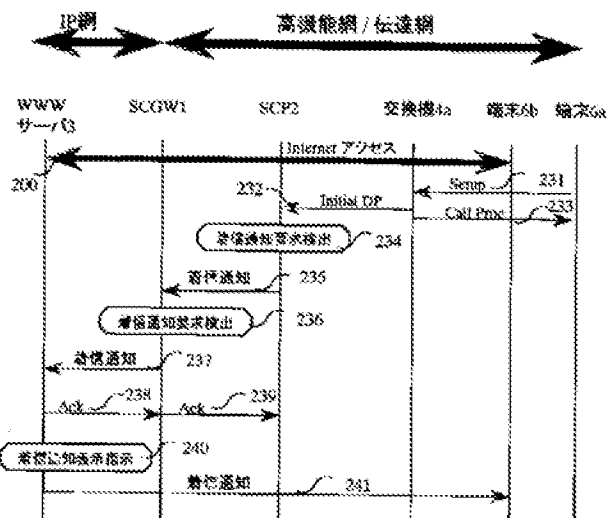 IP網
高機能網 / 伝達網
WWW
サーバ3
SCGW1
SCP2
交換機4a
端末6b
端末6a
Internet アクセス
200
Setup
231
232
Initial DP
Call Proc
233
着信通知要求検出
234
着信通知
235
着信通知要求検出
236
着信通知
237
Ack
238
Ack
239
着信通知表示指示
240
着信通知
241